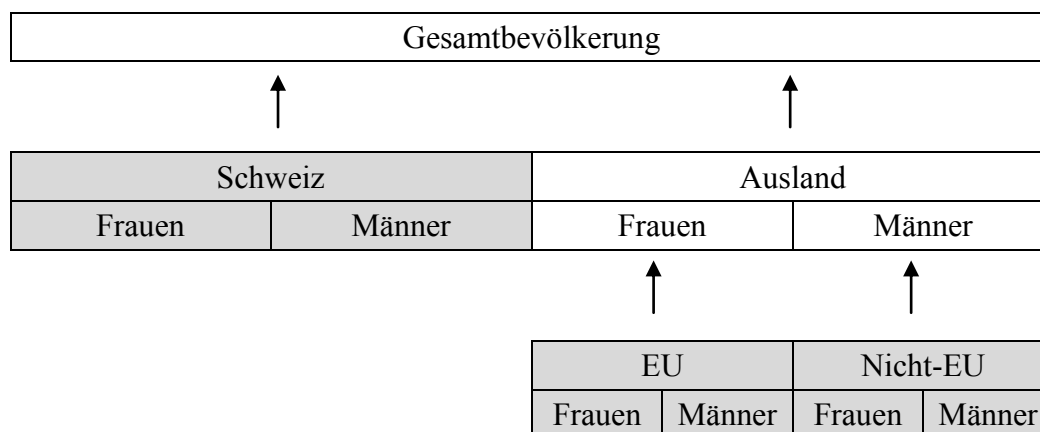 Gesamtbevölkerung
Schweiz Ausland
Frauen Männer Frauen Männer
EU Nicht-EU
Frauen Männer Frauen Männer